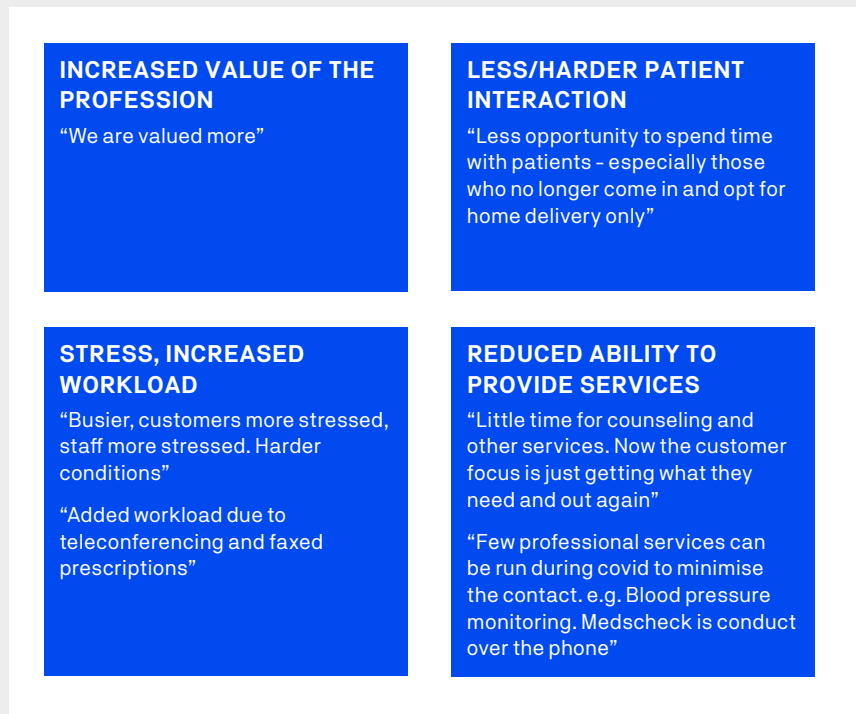 INCREASED VALUE OF THE
PROFESSION
“We are valued more”
LESS/HARDER PATIENT
INTERACTION
“Less opportunity to spend time
with patients - especially those
who no longer come in and opt for
home delivery only”
STRESS, INCREASED
WORKLOAD
“Busier, customers more stressed,
staff more stressed. Harder
conditions”
“Added workload due to
teleconferencing and faxed
prescriptions”
REDUCED ABILITY TO
PROVIDE SERVICES
“Little time for counseling and
other services. Now the customer
focus is just getting what they
need and out again”
“Few professional services can
be run during covid to minimise
the contact. e.g. Blood pressure
monitoring. Medscheck is conduct
over the phone”